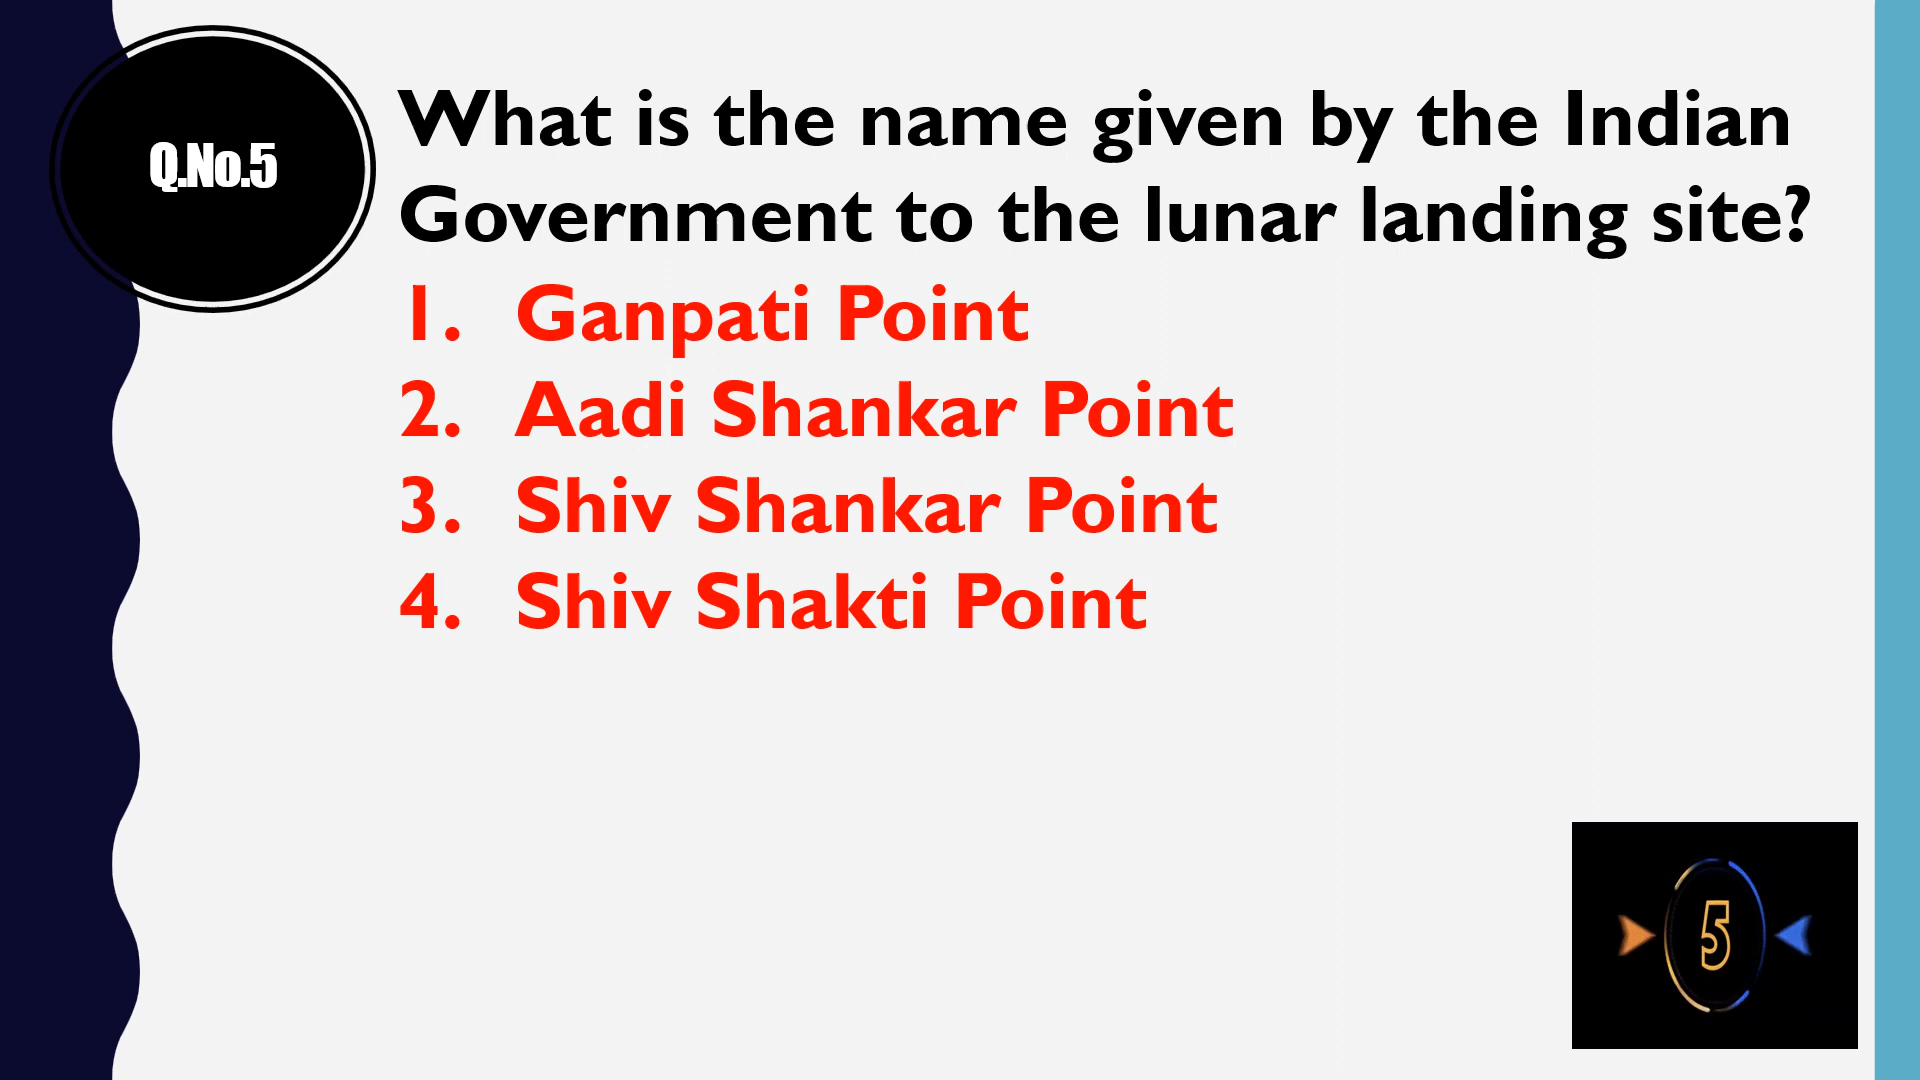 Q.No.5
What is the name given by the Indian
Government to the lunar landing site?
1. Ganpati Point
2. Aadi Shankar Point
3. Shiv Shankar Point
4. Shiv Shakti Point
5